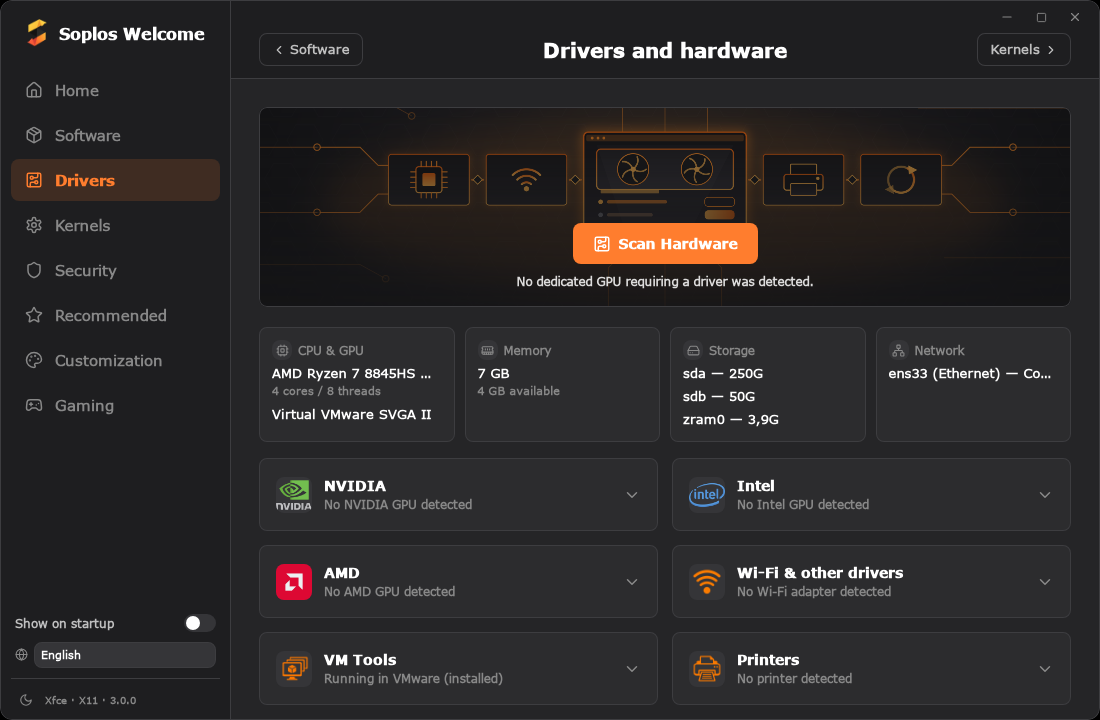 Soplos Welcome
Home
Software
Drivers
Kernels
Security
Recommended
Customization
Gaming
Show on startup
English
Xfce · X11 · 3.0.0
Software
Drivers and hardware
Kernels
Scan Hardware
No dedicated GPU requiring a driver was detected.
CPU & GPU
AMD Ryzen 7 8845HS ...
4 cores / 8 threads
Virtual VMware SVGA II
Memory
7 GB
4 GB available
Storage
sda — 250G
sdb — 50G
zram0 — 3,9G
Network
ens33 (Ethernet) — Co...
NVIDIA
NVIDIA
No NVIDIA GPU detected
intel
Intel
No Intel GPU detected
AMD
No AMD GPU detected
Wi-Fi & other drivers
No Wi-Fi adapter detected
VM Tools
Running in VMware (installed)
Printers
No printer detected